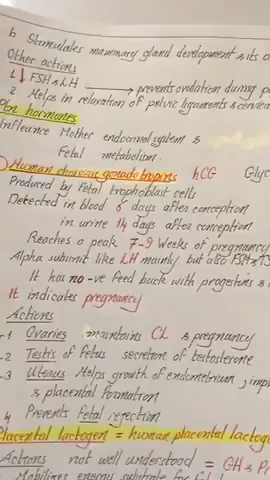 b Stimulates mammary gland development & its
Other actions
1 ↓ FSH & LH → prevents ovulation during
2 Helps in relaxation of pelvic ligaments & cervical
hormones
Influence Mother endocrinal system &
Fetal metabolism.
Human chorionic gonadotropins hCG Glyc
Produced by fetal trophoblast cells
Detected in blood 6 days after conception
in urine 14 days after conception
Reaches a peak 7-9 Weeks of pregnancy
Alpha subunit like LH mainly but also FSH & TS
It has no -ve feed back with progestins &
It indicates pregnancy
Actions
-1 Ovaries maintains CL & pregnancy
-2 Testis of fetus secretion of testosterone
-3 Uterus Helps growth of endometrium, imp
& placental formation
4 Prevents fetal rejection
Placental lactogen = human placental lactoge
Actions not well understood = GH & Pr
Mobilizes energy substrate for